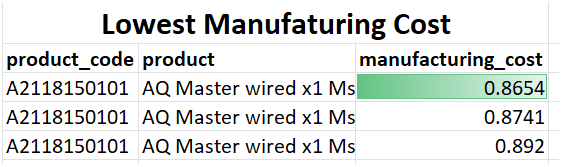 Lowest Manufaturing Cost
product_code product manufacturing_cost
A2118150101 AQ Master wired x1 Ms 0.8654
A2118150101 AQ Master wired x1 Ms 0.8741
A2118150101 AQ Master wired x1 Ms 0.892